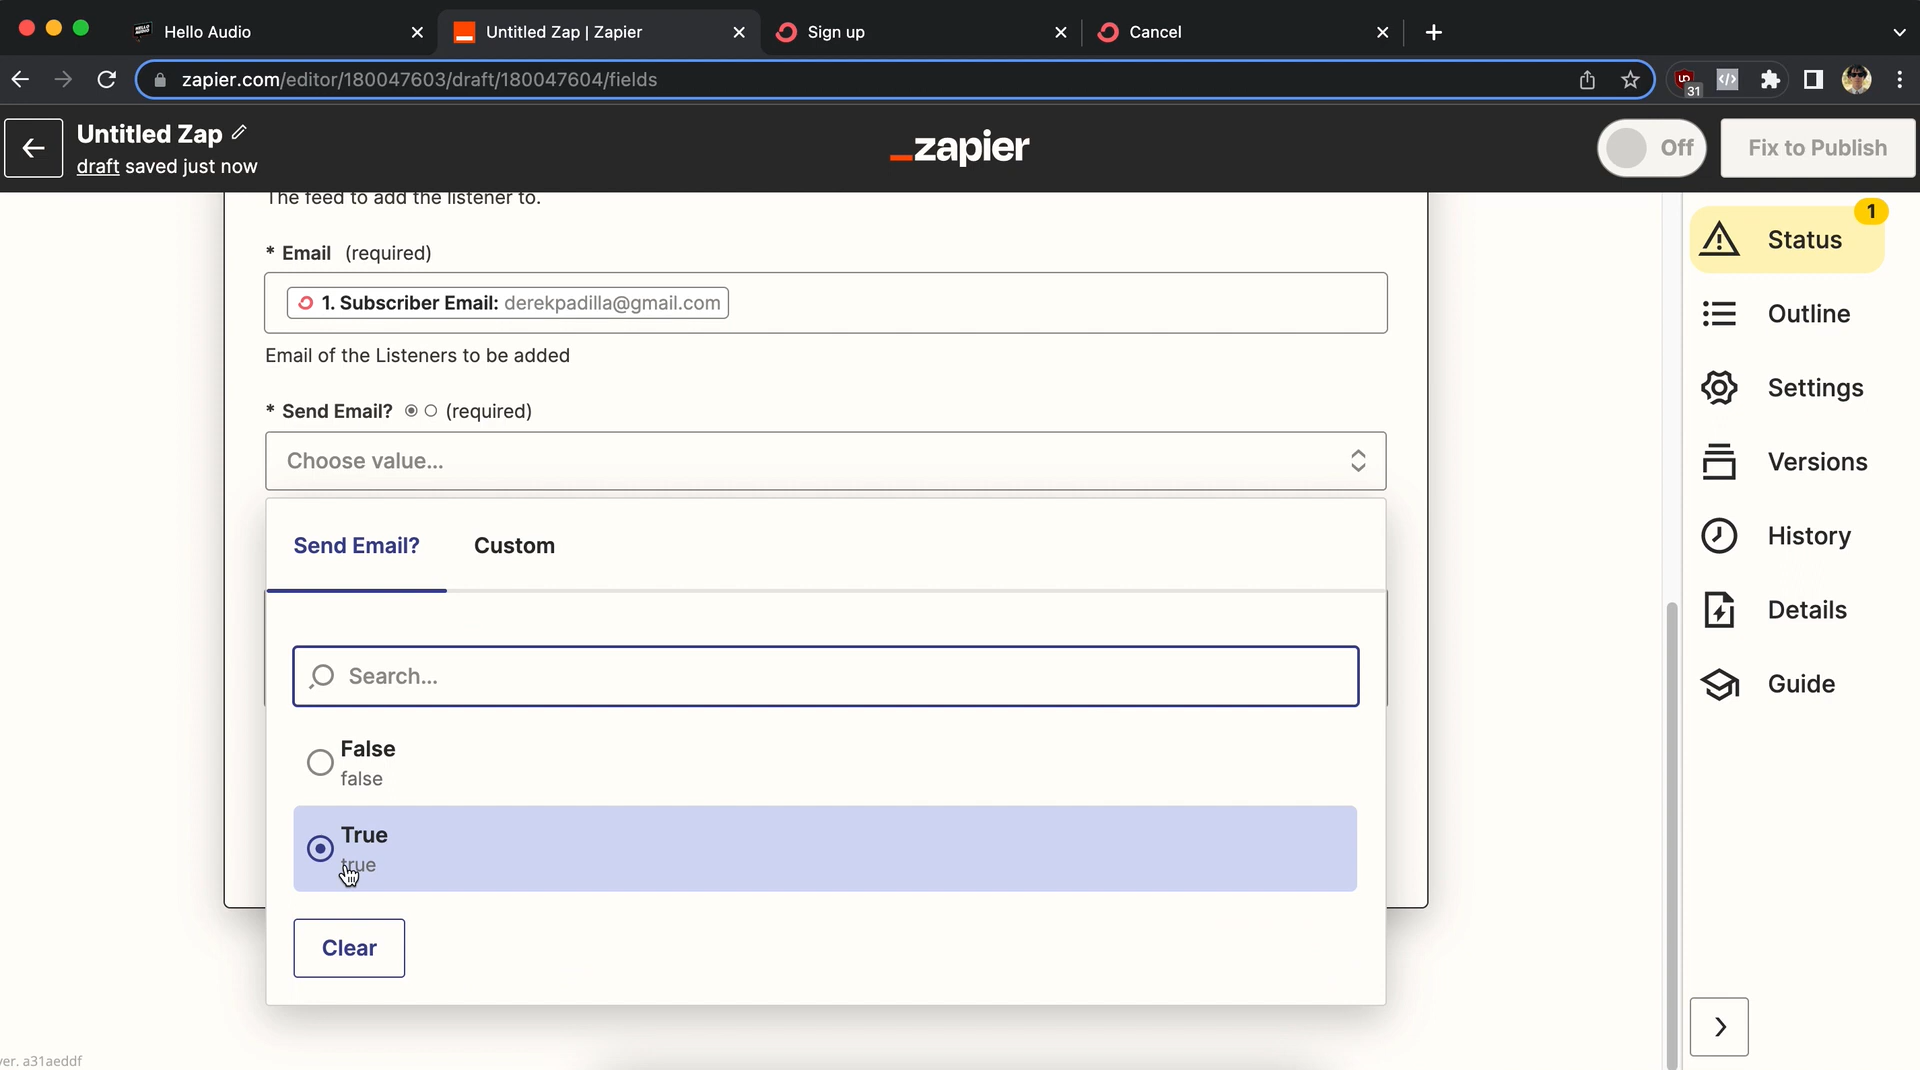 Hello Audio
Untitled Zap | Zapier
Sign up
Cancel
zapier.com/editor/180047603/draft/180047604/fields
31
Untitled Zap
draft saved just now
_zapier
Off
Fix to Publish
The feed to add the listener to.
* Email (required)
1. Subscriber Email: derekpadilla@gmail.com
Email of the Listeners to be added
* Send Email? (required)
Choose value...
Send Email?
Custom
Search...
False
false
True
true
Clear
1
Status
Outline
Settings
Versions
History
Details
Guide
ver. a31aeddf